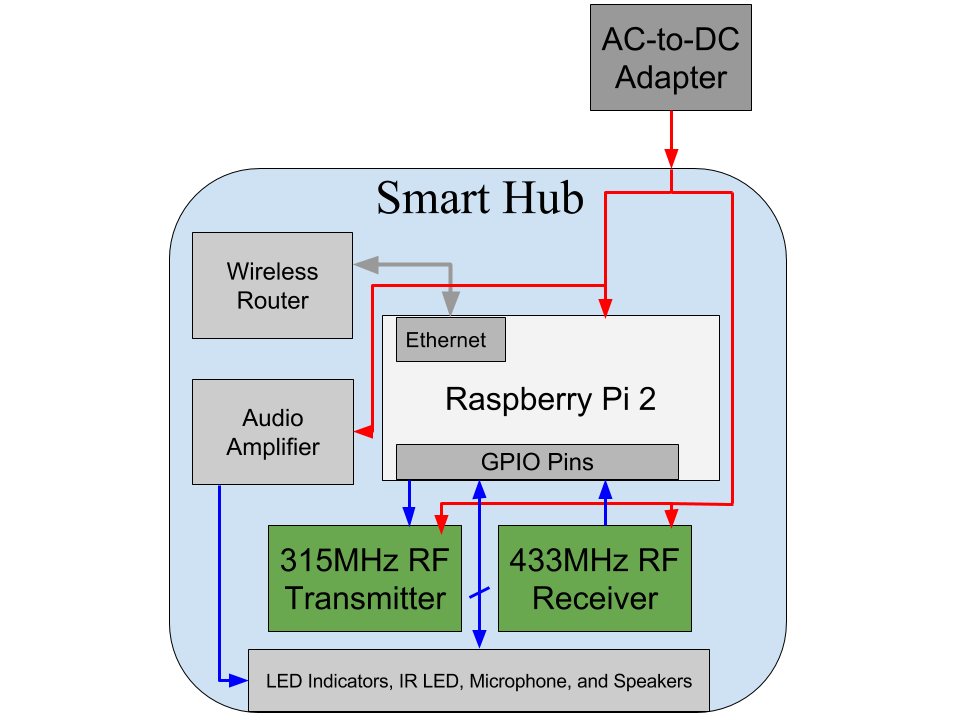 AC-to-DC
Adapter
Smart Hub
Wireless
Router
Ethernet
Raspberry Pi 2
Audio
Amplifier
GPIO Pins
315MHz RF
Transmitter
433MHz RF
Receiver
LED Indicators, IR LED, Microphone, and Speakers